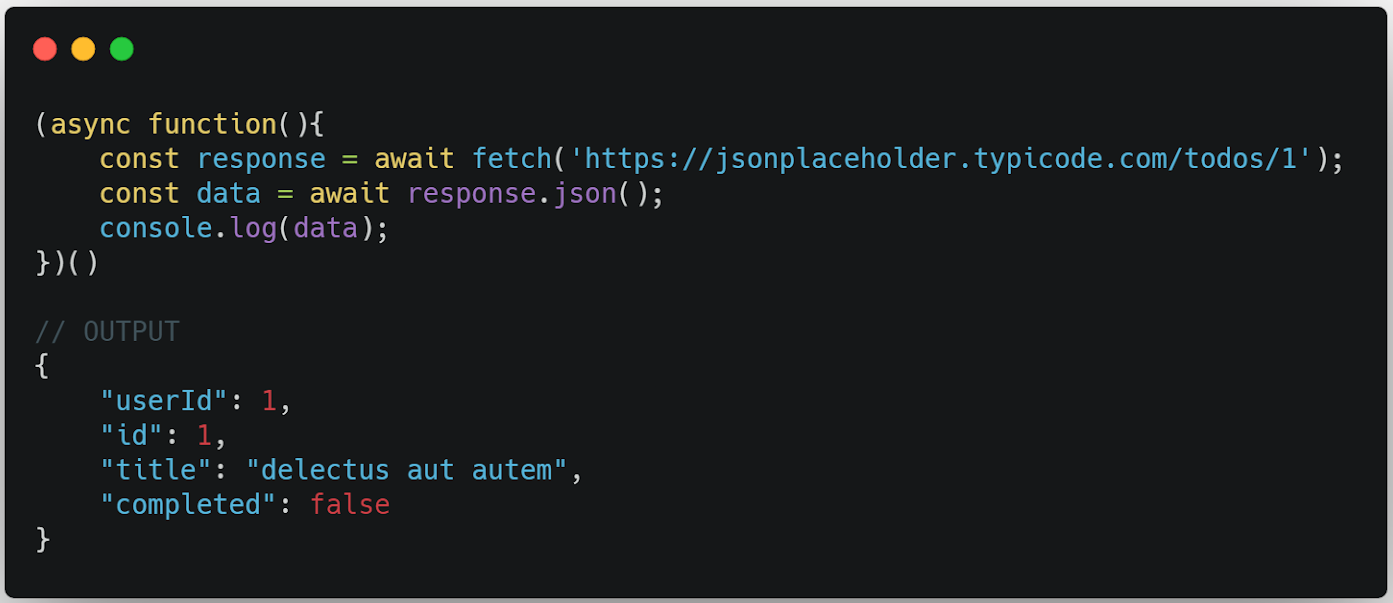 (async function(){
    const response = await fetch('https://jsonplaceholder.typicode.com/todos/1');
    const data = await response.json();
    console.log(data);
})()

// OUTPUT
{
    "userId": 1,
    "id": 1,
    "title": "delectus aut autem",
    "completed": false
}